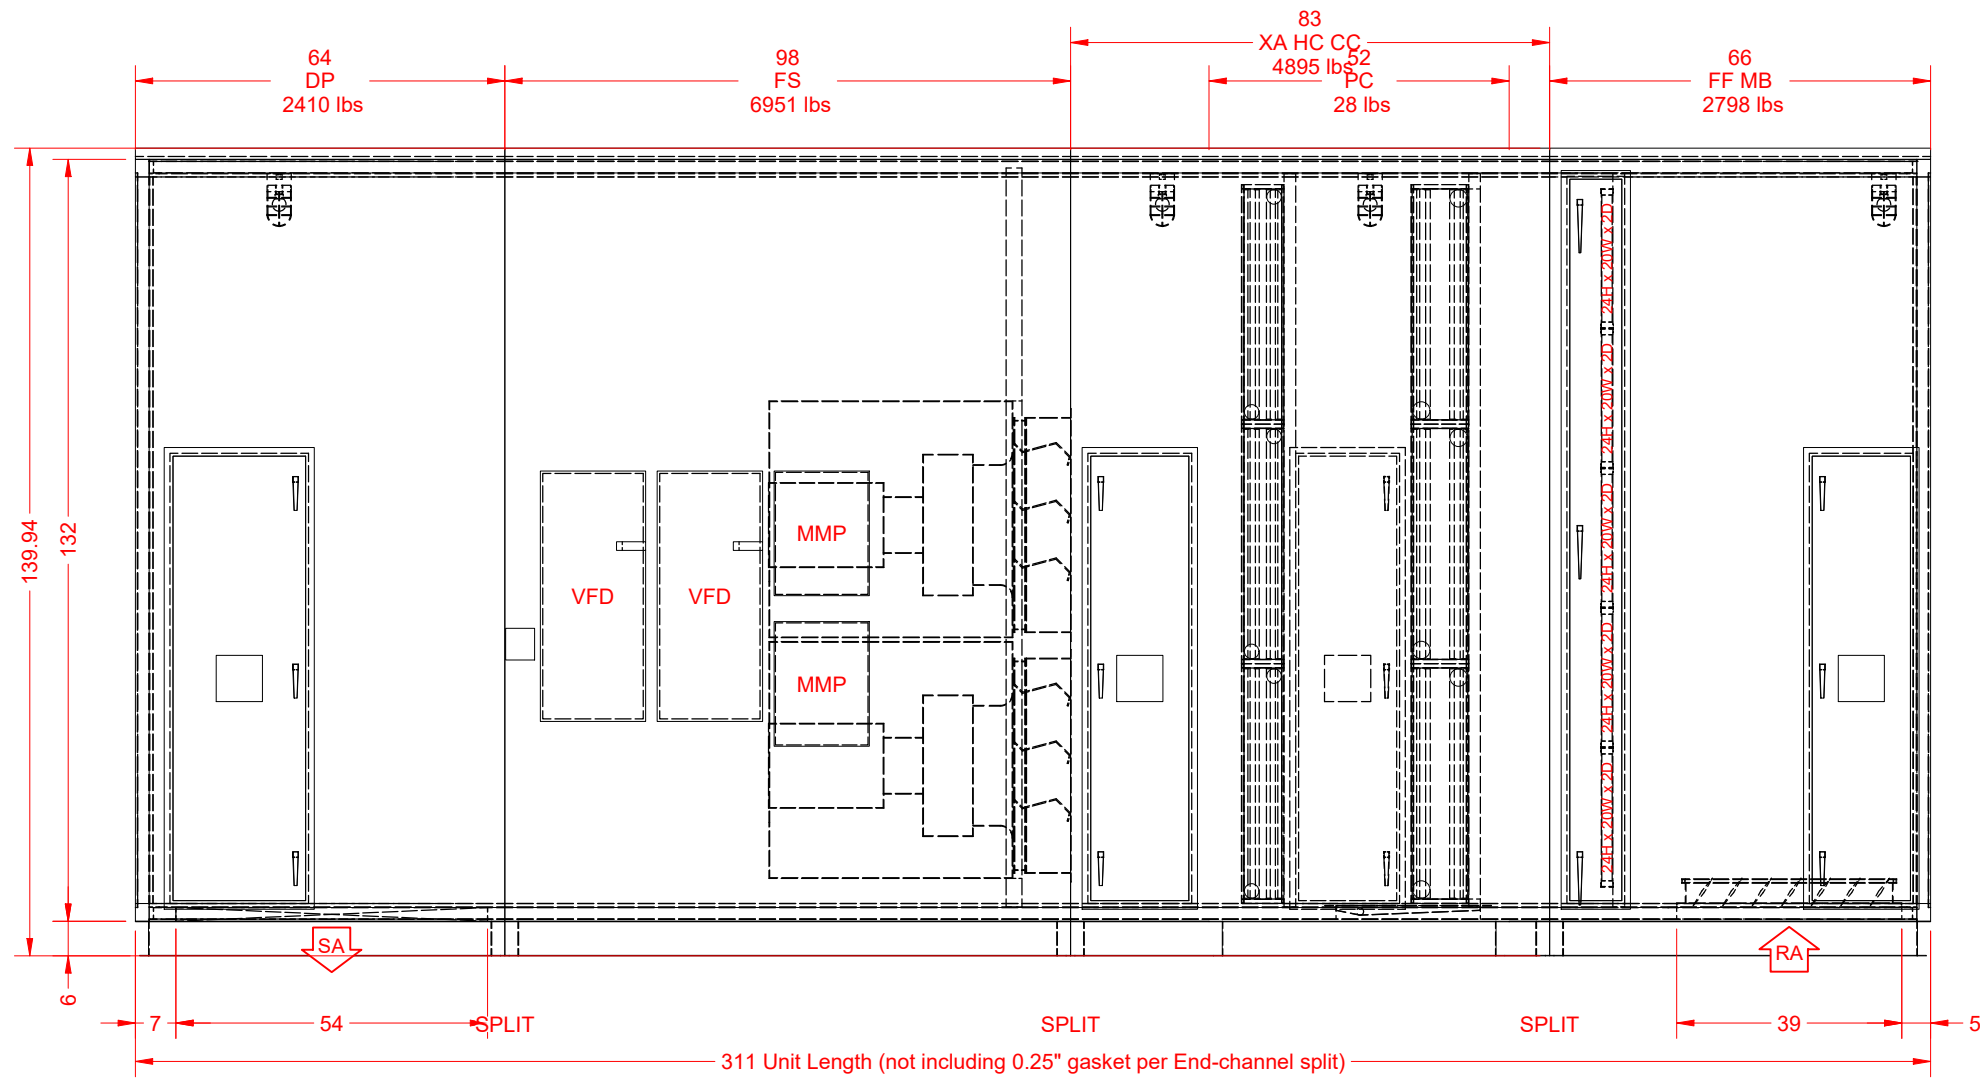 64
DP
2410 lbs
98
FS
6951 lbs
83
XA HC CC
4895 lbs
52
PC
28 lbs
66
FF MB
2798 lbs
139.94
132
6
VFD
VFD
MMP
MMP
24H x 20W x 2D
24H x 20W x 2D
24H x 20W x 2D
24H x 20W x 2D
24H x 20W x 2D
SA
RA
7
54
SPLIT
SPLIT
SPLIT
39
5
311 Unit Length (not including 0.25" gasket per End-channel split)